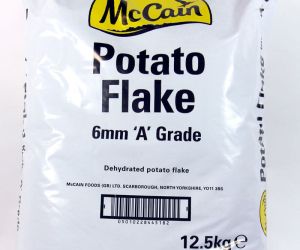 McCain
Potato
Flake
6mm 'A' Grade
Dehydrated potato flake
McCAIN FOODS (GB) LTD. SCARBOROUGH, NORTH YORKSHIRE, YO11 3BS
12.5kg e